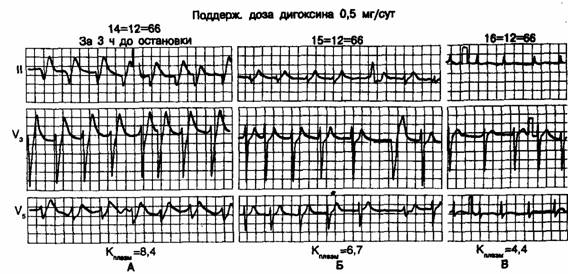 Поддерж. доза дигоксина 0,5 мг/сут
14=12=66
За 3 ч до остановки
15=12=66
16=12=66
II
V₃
V₅
Kплазм=8,4
Kплазм=6,7
Kплазм=4,4
А
Б
В